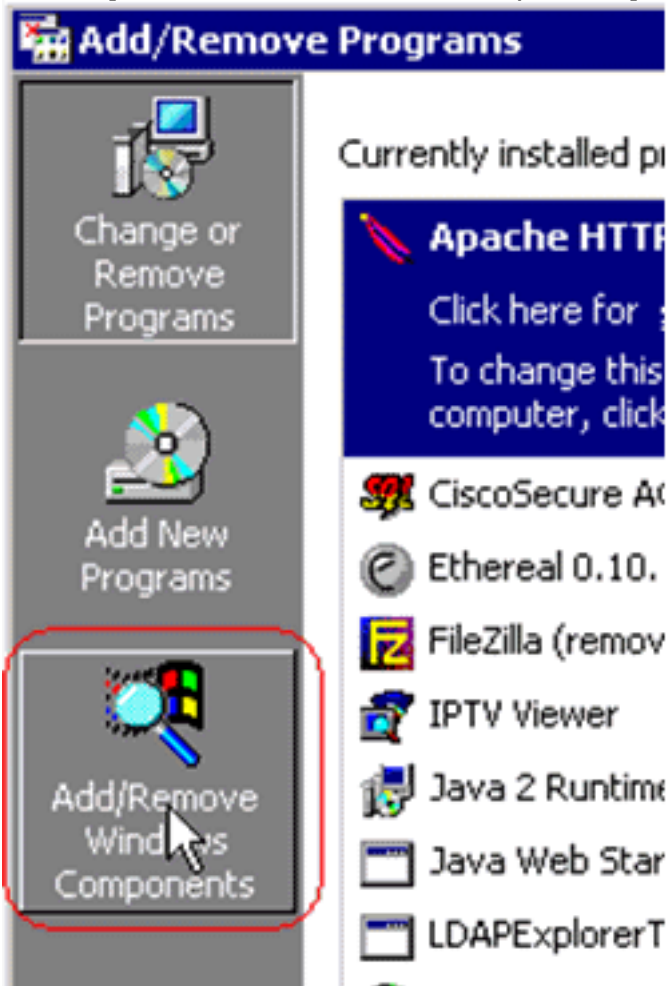 Add/Remove Programs
Change or
Remove
Programs
Add New
Programs
Add/Remove
Windows
Components
Currently installed pr
Apache HTTP
Click here for
To change this
computer, click
CiscoSecure AC
Ethereal 0.10.
FileZilla (remov
IPTV Viewer
Java 2 Runtime
Java Web Star
LDAPExplorerT